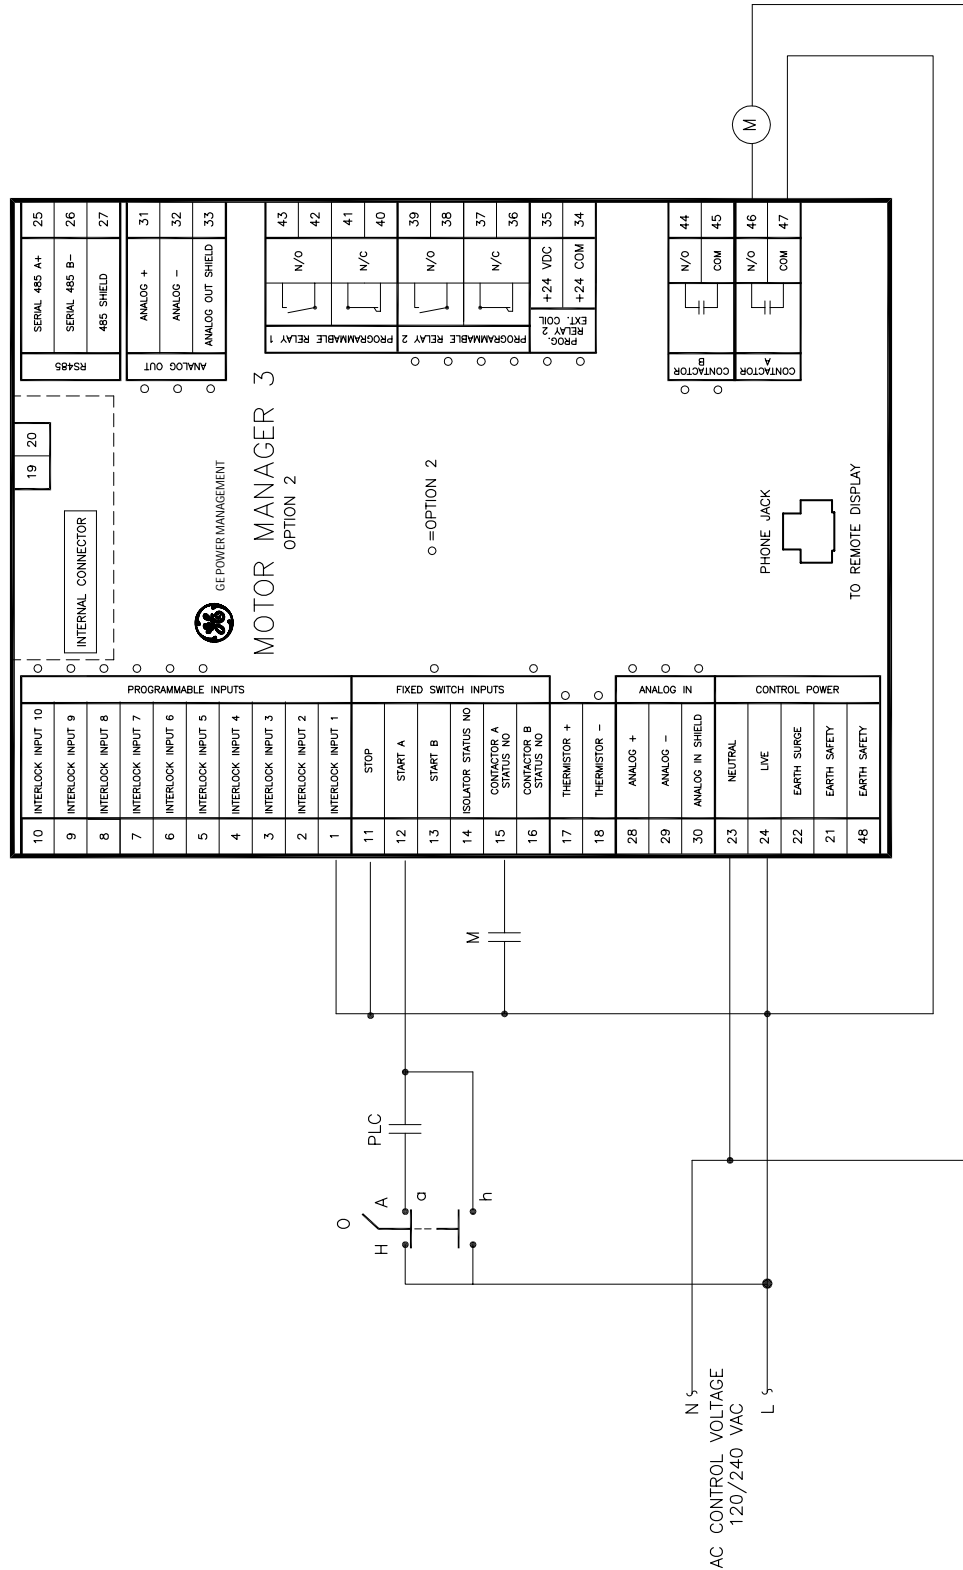 AC CONTROL VOLTAGE
120/240 VAC
N
L
H
O
A
a
h
PLC
M
10 INTERLOCK INPUT 10
9 INTERLOCK INPUT 9
8 INTERLOCK INPUT 8
7 INTERLOCK INPUT 7
6 INTERLOCK INPUT 6
5 INTERLOCK INPUT 5
4 INTERLOCK INPUT 4
3 INTERLOCK INPUT 3
2 INTERLOCK INPUT 2
1 INTERLOCK INPUT 1
PROGRAMMABLE INPUTS
11 STOP
12 START A
13 START B
14 ISOLATOR STATUS NO
15 CONTACTOR A
STATUS NO
16 CONTACTOR B
STATUS NO
FIXED SWITCH INPUTS
17 THERMISTOR +
18 THERMISTOR -
28 ANALOG +
29 ANALOG -
30 ANALOG IN SHIELD
ANALOG IN
23 NEUTRAL
24 LIVE
22 EARTH SURGE
21 EARTH SAFETY
48 EARTH SAFETY
CONTROL POWER
INTERNAL CONNECTOR
19 20
GE
GE POWER MANAGEMENT
MOTOR MANAGER 3
OPTION 2
O =OPTION 2
PHONE JACK
TO REMOTE DISPLAY
RS485
SERIAL 485 A+ 25
SERIAL 485 B- 26
485 SHIELD 27
ANALOG OUT
ANALOG + 31
ANALOG - 32
ANALOG OUT SHIELD 33
PROGRAMMABLE RELAY 1
N/O
43
42
N/C
41
40
PROGRAMMABLE RELAY 2
N/O
39
38
N/C
37
36
PROG.
RELAY 2
EXT. COIL
+24 VDC 35
+24 COM 34
CONTACTOR
B
N/O 44
COM 45
CONTACTOR
A
N/O 46
COM 47
M